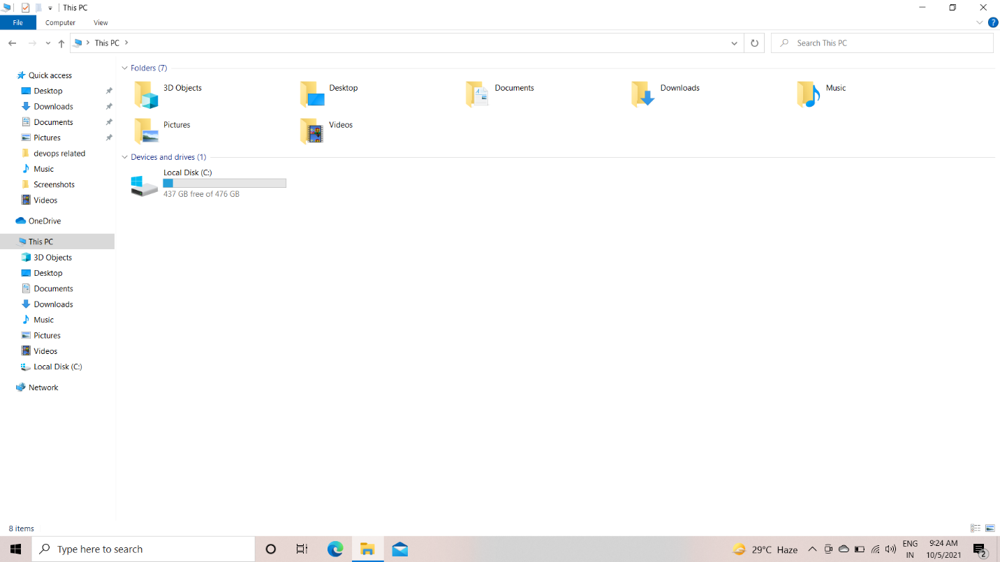 This PC
File Computer View
This PC
Search This PC
Quick access
Desktop
Downloads
Documents
Pictures
devops related
Music
Screenshots
Videos
OneDrive
This PC
3D Objects
Desktop
Documents
Downloads
Music
Pictures
Videos
Local Disk (C:)
Network
Folders (7)
3D Objects
Desktop
Documents
Downloads
Music
Pictures
Videos
Devices and drives (1)
Local Disk (C:)
437 GB free of 476 GB
8 items
Type here to search
29°C Haze
ENG
IN
9:24 AM
10/5/2021
2